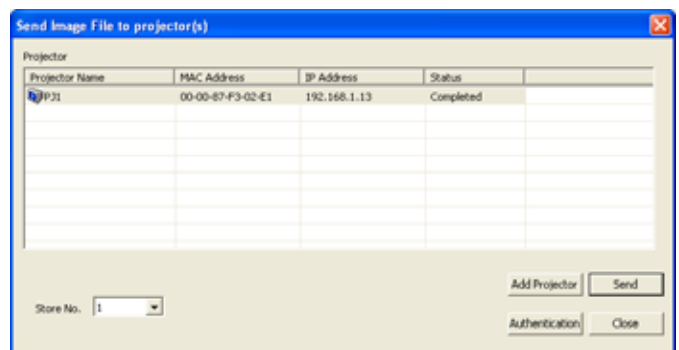 Send Image File to projector(s)
Projector
Projector Name MAC Address IP Address Status
PJ1 00-00-87-F3-02-E1 192.168.1.13 Completed
Add Projector Send
Store No. 1
Authentication Close